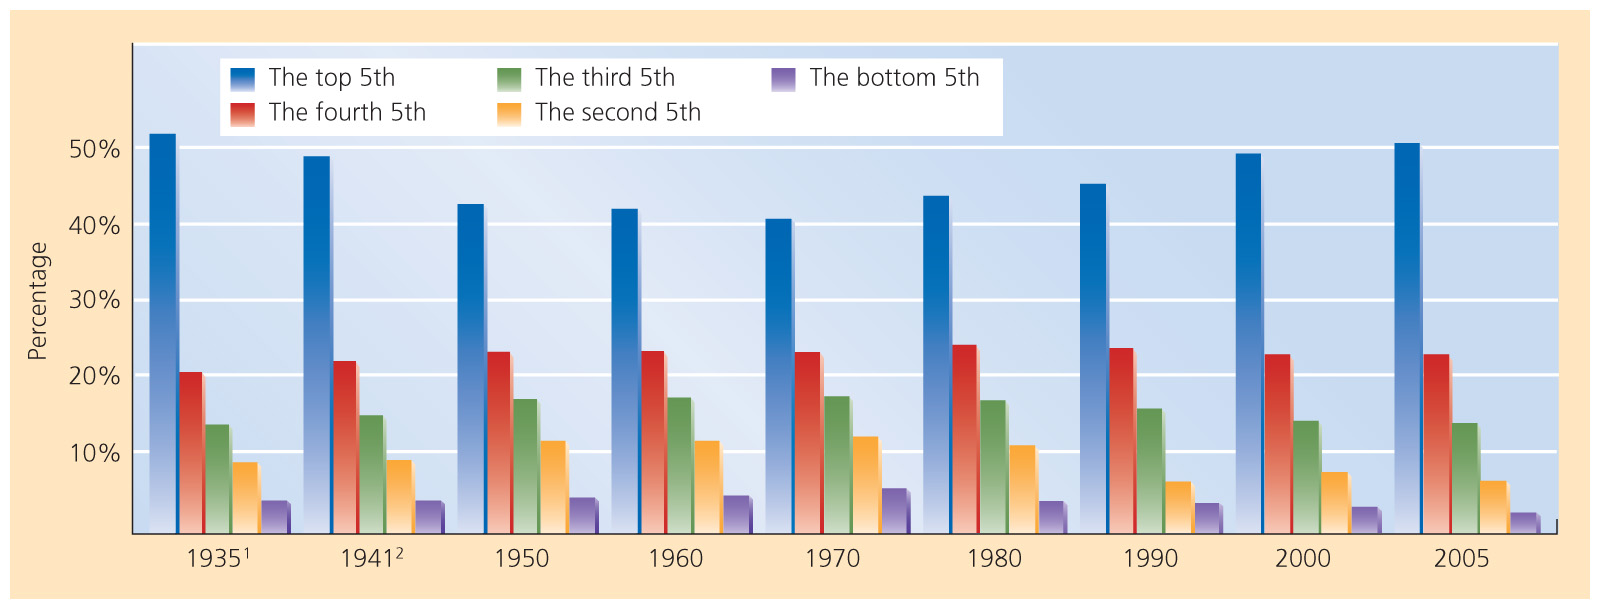 The top 5th
The third 5th
The bottom 5th
The fourth 5th
The second 5th
50%
40%
30%
20%
10%
Percentage
1935¹
1941²
1950
1960
1970
1980
1990
2000
2005